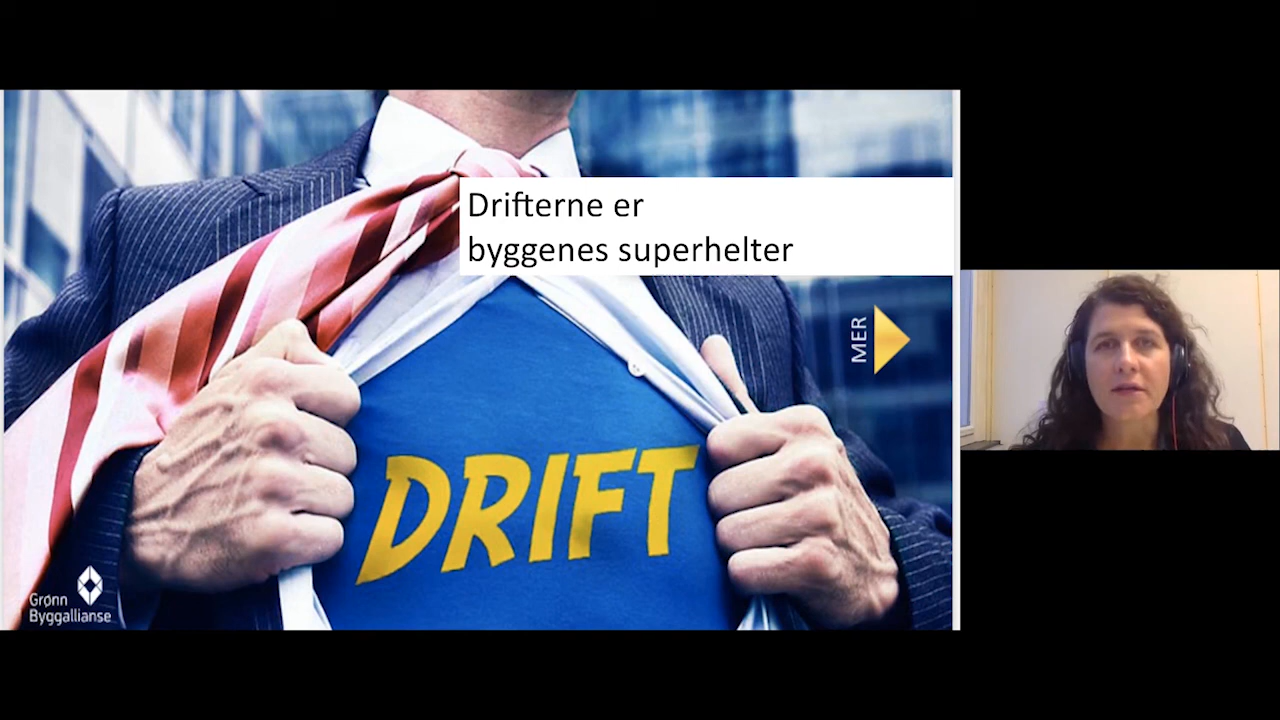 Drifterne er
byggenes superhelter
MER
DRIFT
Grønn
Byggallianse